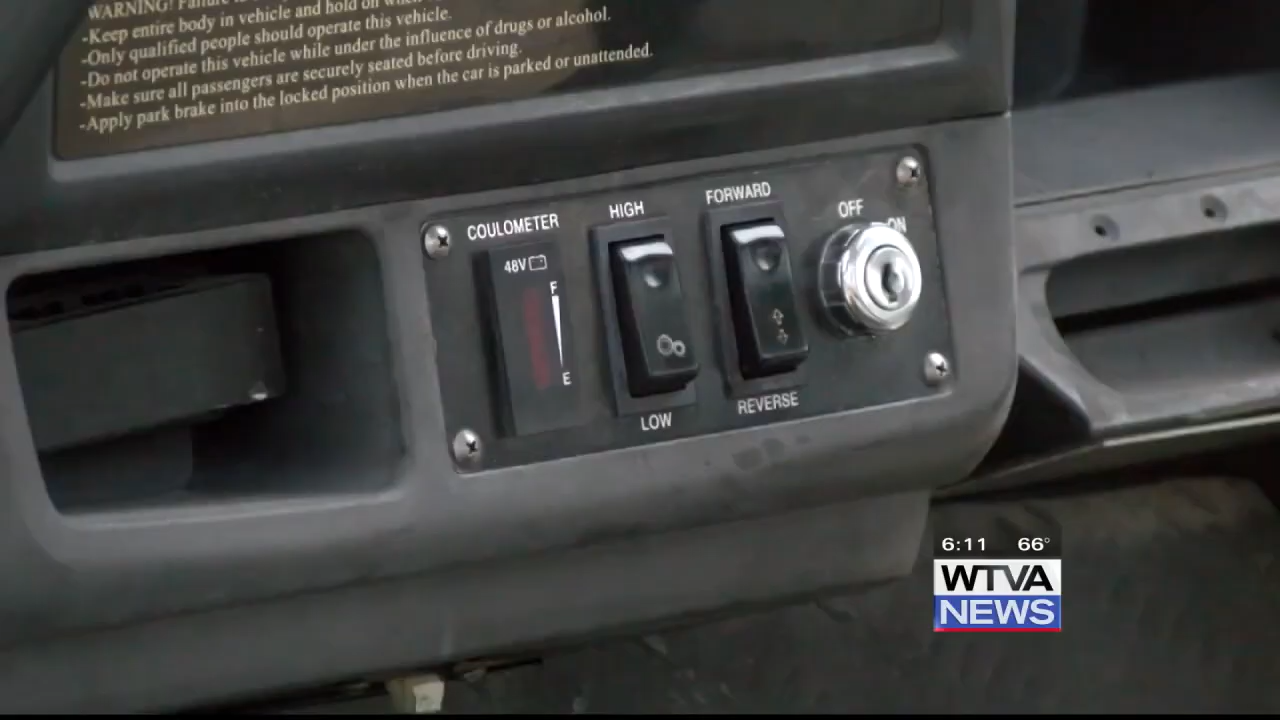 WARNING! Failure
-Keep entire body in vehicle and hold on when
-Only qualified people should operate this vehicle.
-Do not operate this vehicle while under the influence of drugs or alcohol.
-Make sure all passengers are securely seated before driving.
-Apply park brake into the locked position when the car is parked or unattended.
COULOMETER
48V
F
E
HIGH
LOW
FORWARD
REVERSE
OFF
ON
6:11 66°
WTVA
NEWS